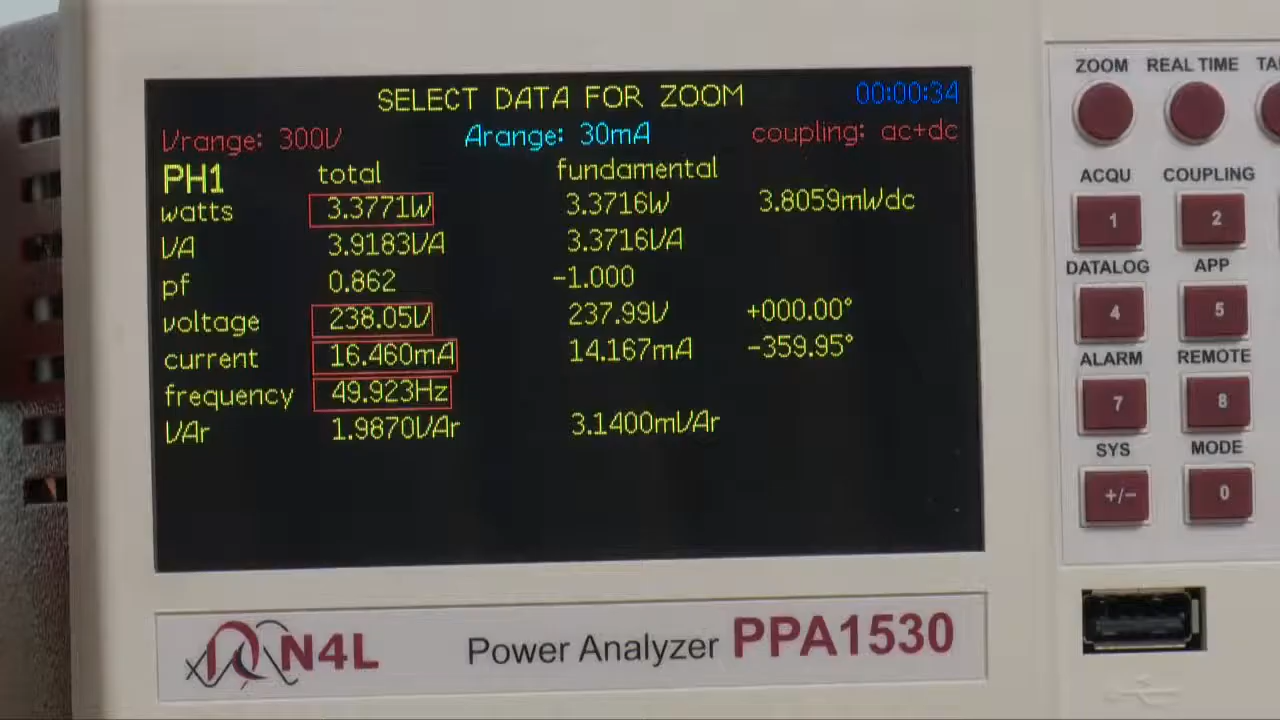 SELECT DATA FOR ZOOM 00:00:34
Vrange: 300V Arange: 30mA coupling: ac+dc
PH1 total fundamental
watts 3.3771W 3.3716W 3.8059mWdc
VA 3.9183VA 3.3716VA
pf 0.862 -1.000
voltage 238.05V 237.99V +000.00°
current 16.460mA 14.167mA -359.95°
frequency 49.923Hz
VAr 1.9870VAr 3.1400mVAr
N4L Power Analyzer PPA1530
ZOOM REAL TIME
ACQU COUPLING
1 2
DATALOG APP
4 5
ALARM REMOTE
7 8
SYS MODE
+/- 0